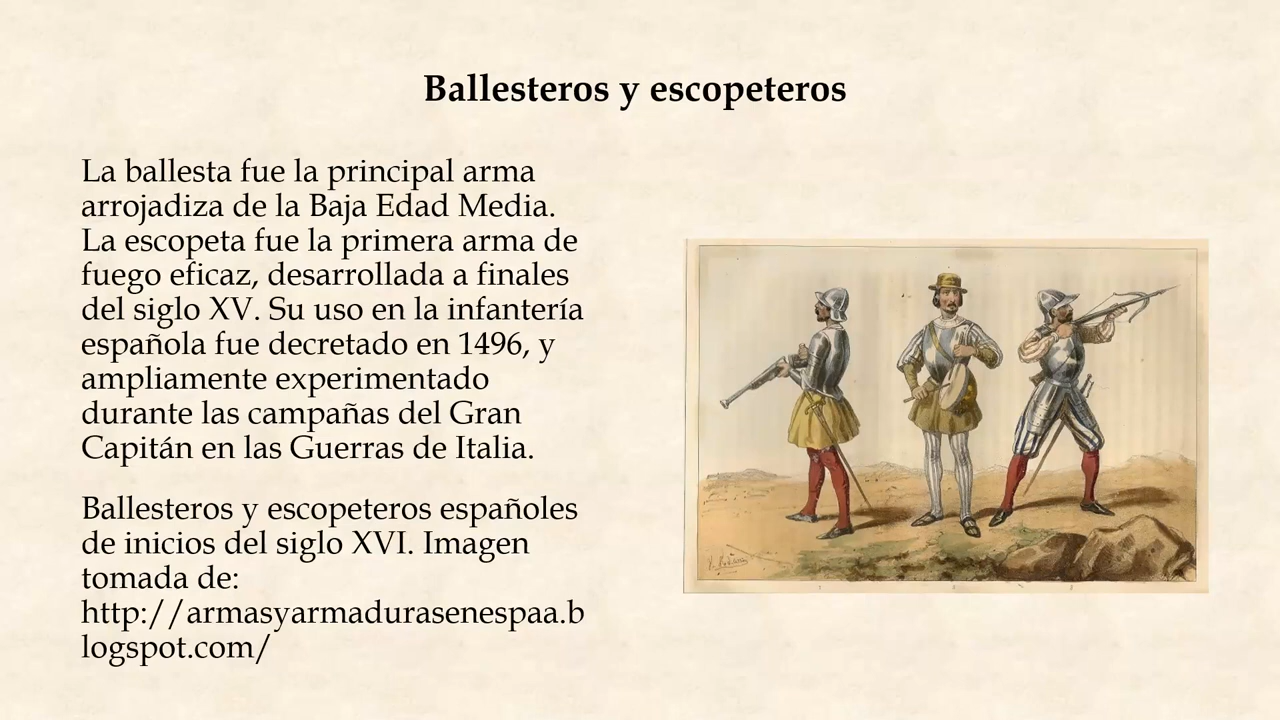 Ballesteros y escopeteros
La ballesta fue la principal arma
arrojadiza de la Baja Edad Media.
La escopeta fue la primera arma de
fuego eficaz, desarrollada a finales
del siglo XV. Su uso en la infantería
española fue decretado en 1496, y
ampliamente experimentado
durante las campañas del Gran
Capitán en las Guerras de Italia.
Ballesteros y escopeteros españoles
de inicios del siglo XVI. Imagen
tomada de:
http://armasyarmadurasenespaa.b
logspot.com/